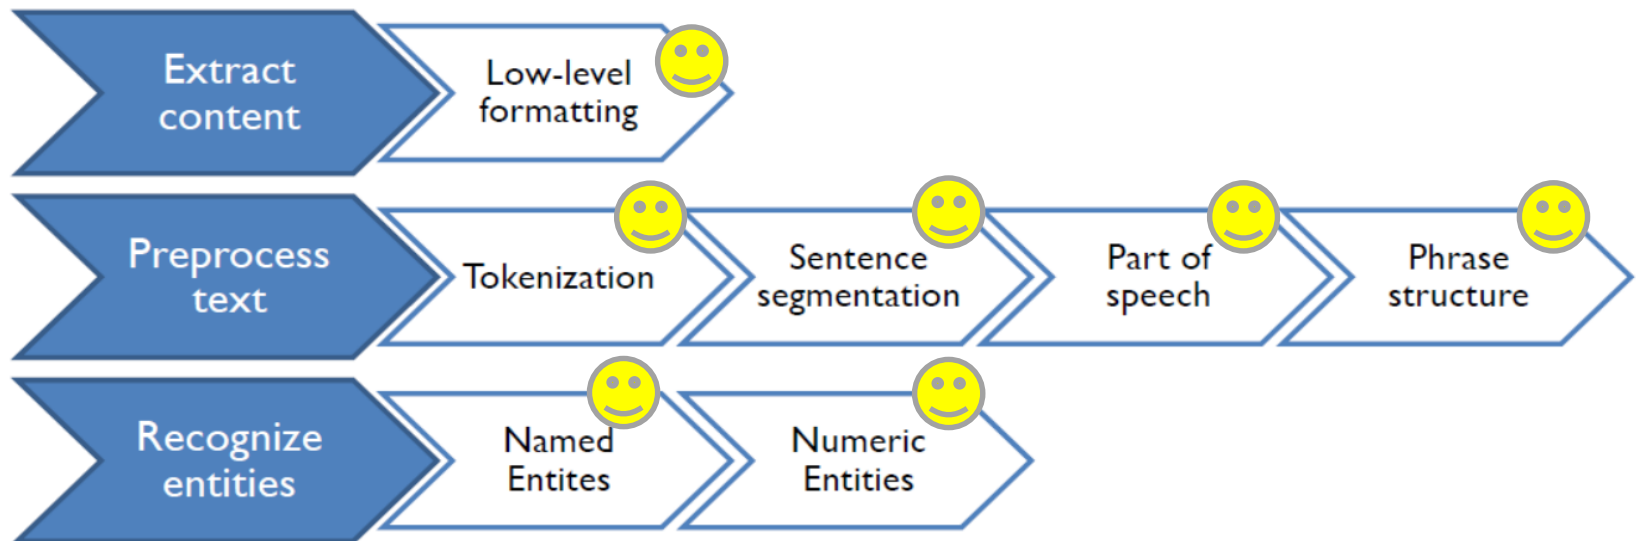 Extract
content
Low-level
formatting
Preprocess
text
Tokenization
Sentence
segmentation
Part of
speech
Phrase
structure
Recognize
entities
Named
Entites
Numeric
Entities